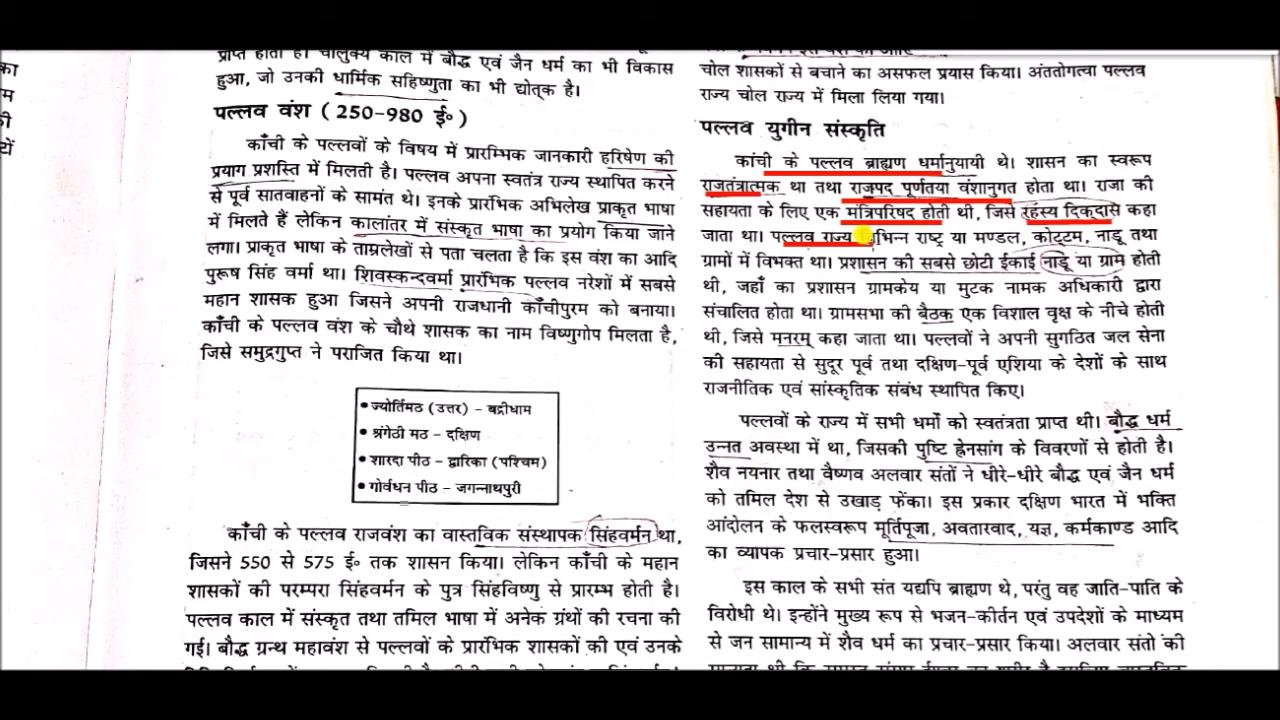 का
म
की
टों
प्राप्त होती है। चालुक्य काल में बौद्ध एवं जैन धर्म का भी विकास
हुआ, जो उनकी धार्मिक सहिष्णुता का भी द्योत्क है।
पल्लव वंश ( 250-980 ई० )
काँची के पल्लवों के विषय में प्रारम्भिक जानकारी हरिषेण की
प्रयाग प्रशस्ति में मिलती है। पल्लव अपना स्वतंत्र राज्य स्थापित करने
से पूर्व सातवाहनों के सामंत थे। इनके प्रारंभिक अभिलेख प्राकृत भाषा
में मिलते हैं लेकिन कालांतर में संस्कृत भाषा का प्रयोग किया जाने
लगा। प्राकृत भाषा के ताम्रलेखों से पता चलता है कि इस वंश का आदि
पुरूष सिंह वर्मा था। शिवस्कन्दवर्मा प्रारंभिक पल्लव नरेशों में सबसे
महान शासक हुआ जिसने अपनी राजधानी काँचीपुरम को बनाया।
काँची के पल्लव वंश के चौथे शासक का नाम विष्णुगोप मिलता है,
जिसे समुद्रगुप्त ने पराजित किया था।
• ज्योर्तिमठ (उत्तर) - बद्रीधाम
• श्रंगेठी मठ - दक्षिण
• शारदा पीठ - द्वारिका (पश्चिम)
• गोर्वधन पीठ - जगन्नाथपुरी
काँची के पल्लव राजवंश का वास्तविक संस्थापक सिंहवर्मन था,
जिसने 550 से 575 ई० तक शासन किया। लेकिन काँची के महान
शासकों की परम्परा सिंहवर्मन के पुत्र सिंहविष्णु से प्रारम्भ होती है।
पल्लव काल में संस्कृत तथा तमिल भाषा में अनेक ग्रंथों की रचना की
गई। बौद्ध ग्रन्थ महावंश से पल्लवों के प्रारंभिक शासकों की एवं उनके
चोल शासकों से बचाने का असफल प्रयास किया। अंततोगत्वा पल्लव
राज्य चोल राज्य में मिला लिया गया।
पल्लव युगीन संस्कृति
कांची के पल्लव ब्राह्मण धर्मानुयायी थे। शासन का स्वरूप
राजतंत्रात्मक था तथा राजपद पूर्णतया वंशानुगत होता था। राजा की
सहायता के लिए एक मंत्रिपरिषद होती थी, जिसे रहस्य दिकदासे कहा
जाता था। पल्लव राज्य विभिन्न राष्ट्र या मण्डल, कोट्टम, नाडू तथा
ग्रामों में विभक्त था। प्रशासन की सबसे छोटी ईकाई नाडू या ग्राम होती
थी, जहाँ का प्रशासन ग्रामकेय या मुटक नामक अधिकारी द्वारा
संचालित होता था। ग्रामसभा की बैठक एक विशाल वृक्ष के नीचे होती
थी, जिसे मनरम् कहा जाता था। पल्लवों ने अपनी सुगठित जल सेना
की सहायता से सुदूर पूर्व तथा दक्षिण-पूर्व एशिया के देशों के साथ
राजनीतिक एवं सांस्कृतिक संबंध स्थापित किए।
पल्लवों के राज्य में सभी धर्मों को स्वतंत्रता प्राप्त थी। बौद्ध धर्म
उन्नत अवस्था में था, जिसकी पुष्टि ह्वेनसांग के विवरणों से होती है।
शैव नयनार तथा वैष्णव अलवार संतों ने धीरे-धीरे बौद्ध एवं जैन धर्म
को तमिल देश से उखाड़ फेंका। इस प्रकार दक्षिण भारत में भक्ति
आंदोलन के फलस्वरूप मूर्तिपूजा, अवतारवाद, यज्ञ, कर्मकाण्ड आदि
का व्यापक प्रचार-प्रसार हुआ।
इस काल के सभी संत यद्यपि ब्राह्मण थे, परंतु वह जाति-पाति के
विरोधी थे। इन्होंने मुख्य रूप से भजन-कीर्तन एवं उपदेशों के माध्यम
से जन सामान्य में शैव धर्म का प्रचार-प्रसार किया। अलवार संतों की